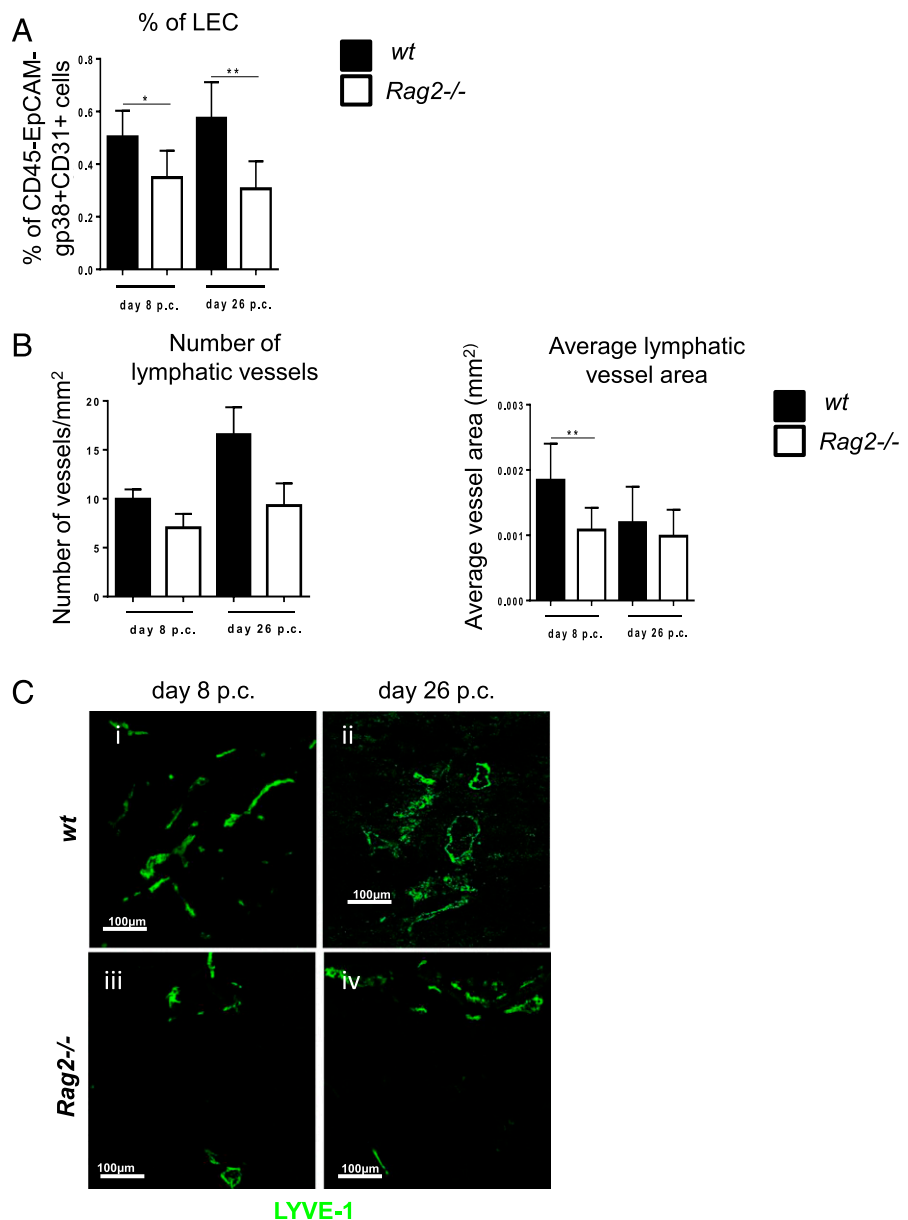 A
% of LEC
% of CD45-EpCAM-
gp38+CD31+ cells
0.8
0.6
0.4
0.2
0.0
*
**
day 8 p.c.
day 26 p.c.
wt
Rag2-/-
B
Number of
lymphatic vessels
Number of vessels/mm²
20
15
10
5
0
day 8 p.c.
day 26 p.c.
Average lymphatic
vessel area
Average vessel area (mm²)
0.003
0.002
0.001
0.000
**
day 8 p.c.
day 26 p.c.
wt
Rag2-/-
C
day 8 p.c.
day 26 p.c.
wt
i
100µm
ii
100µm
Rag2-/-
iii
100µm
iv
100µm
LYVE-1